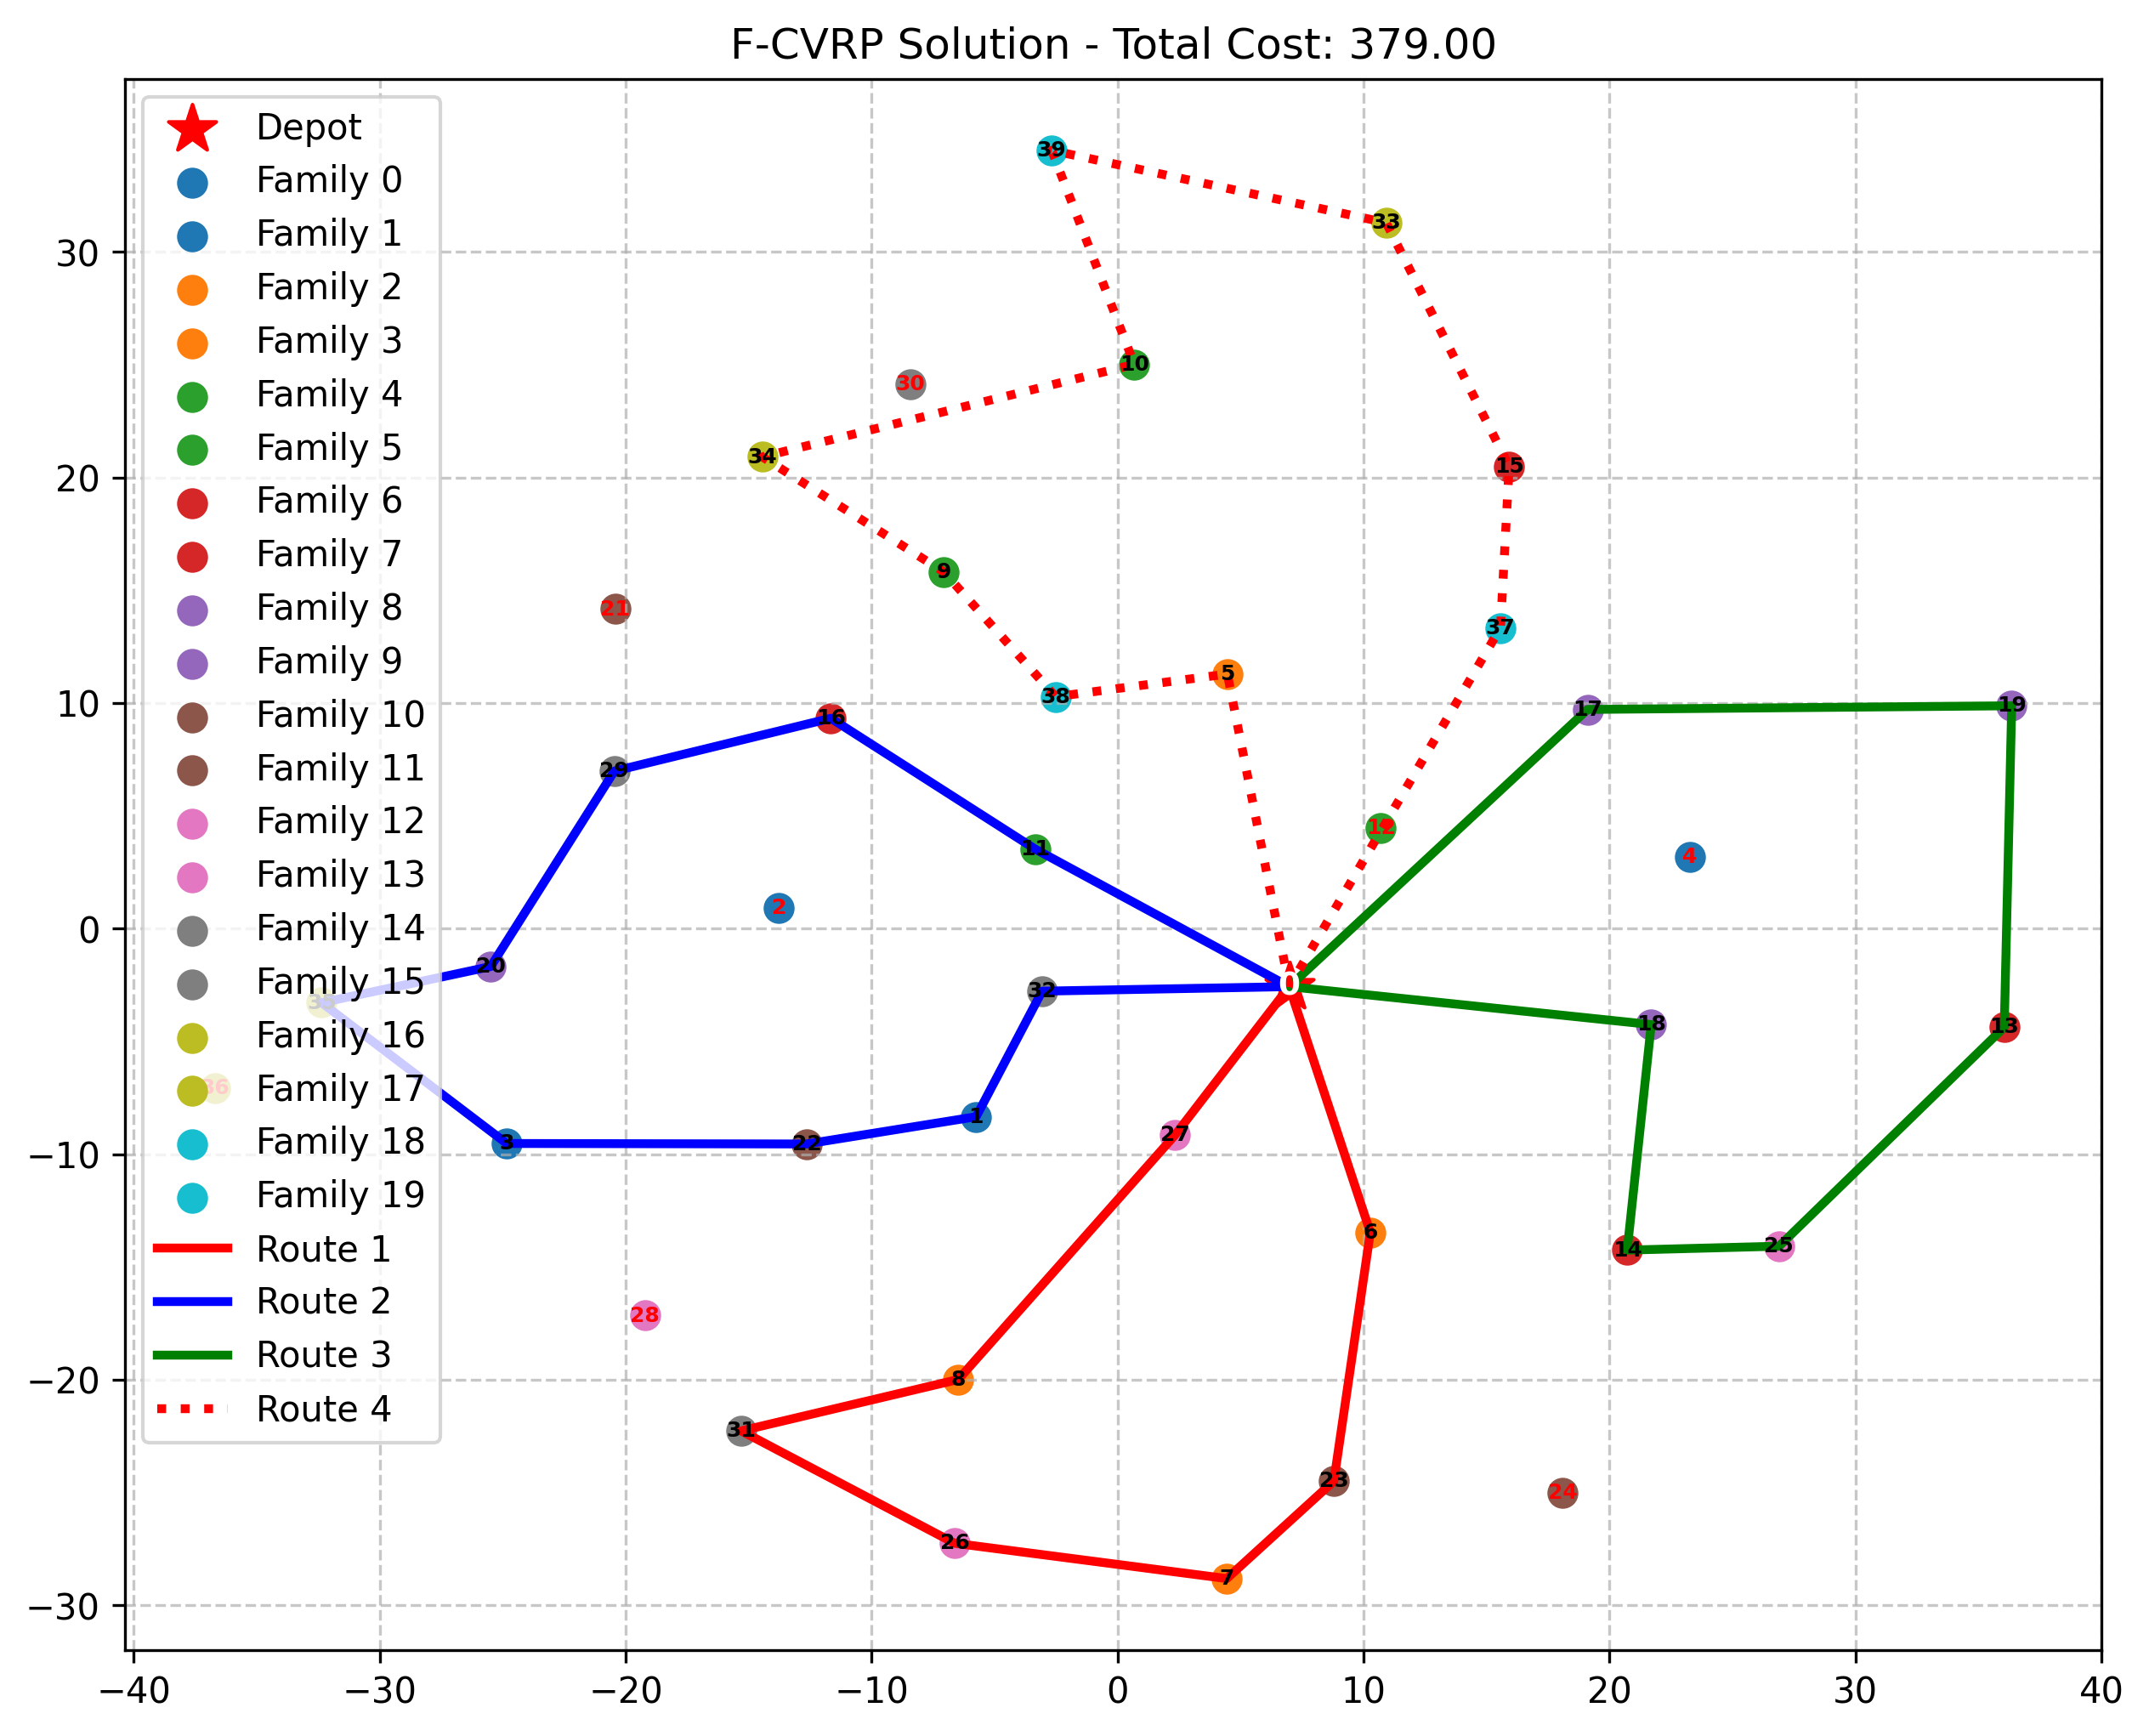 F-CVRP Solution - Total Cost: 379.00
Depot
Family 0
Family 1
Family 2
Family 3
Family 4
Family 5
Family 6
Family 7
Family 8
Family 9
Family 10
Family 11
Family 12
Family 13
Family 14
Family 15
Family 16
Family 17
Family 18
Family 19
Route 1
Route 2
Route 3
Route 4
30
20
10
0
−10
−20
−30
−40
−30
−20
−10
0
10
20
30
40
39
33
10
30
34
15
9
21
37
5
38
16
17
19
29
12
11
4
2
20
32
0
18
13
36
1
3
22
27
6
14
25
28
8
31
23
24
26
7